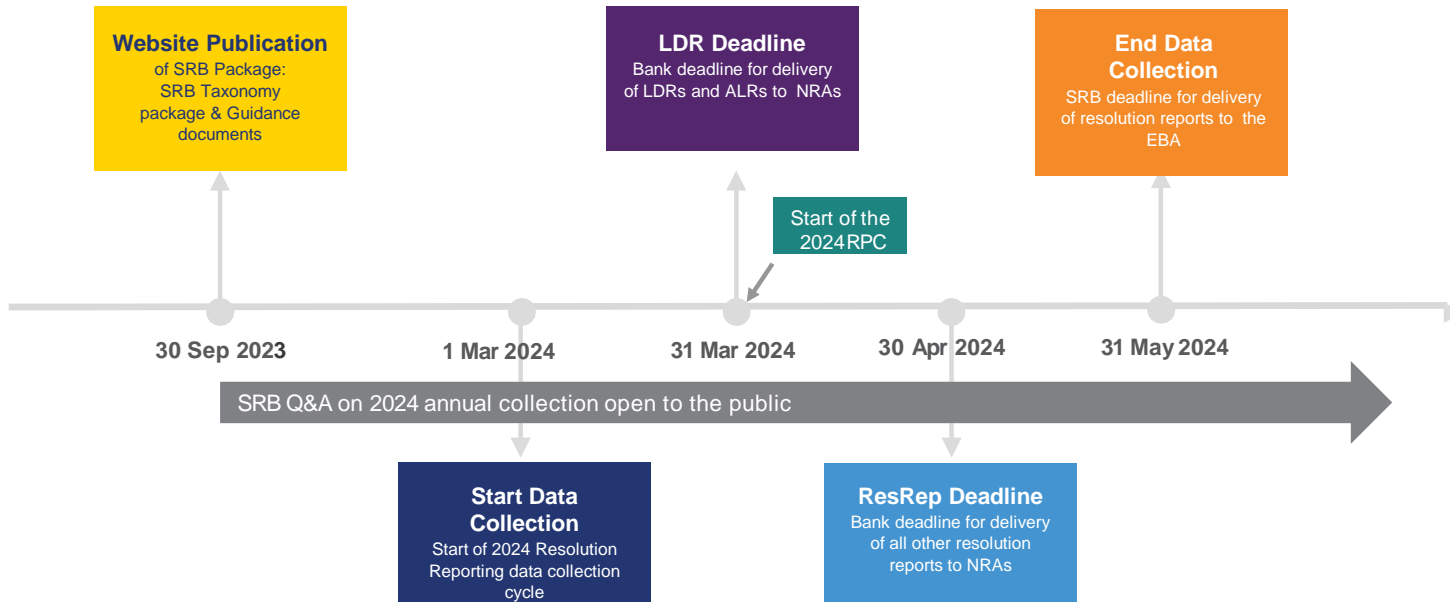 Website Publication
of SRB Package:
SRB Taxonomy
package & Guidance
documents
LDR Deadline
Bank deadline for delivery
of LDRs and ALRs to NRAs
End Data
Collection
SRB deadline for delivery
of resolution reports to the
EBA
Start of the
2024 RPC
30 Sep 2023
1 Mar 2024
31 Mar 2024
30 Apr 2024
31 May 2024
SRB Q&A on 2024 annual collection open to the public
Start Data
Collection
Start of 2024 Resolution
Reporting data collection
cycle
ResRep Deadline
Bank deadline for delivery
of all other resolution
reports to NRAs